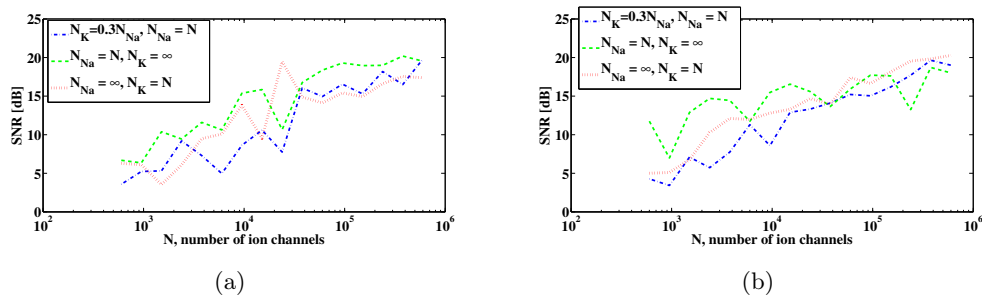 N_K=0.3N_Na, N_Na = N
N_Na = N, N_K = ∞
N_Na = ∞, N_K = N
SNR [dB]
25
20
15
10
5
0
10^2
10^3
10^4
10^5
10^6
N, number of ion channels
(a)
N_K=0.3N_Na, N_Na = N
N_Na = N, N_K = ∞
N_Na = ∞, N_K = N
SNR [dB]
25
20
15
10
5
0
10^2
10^3
10^4
10^5
10^6
N, number of ion channels
(b)